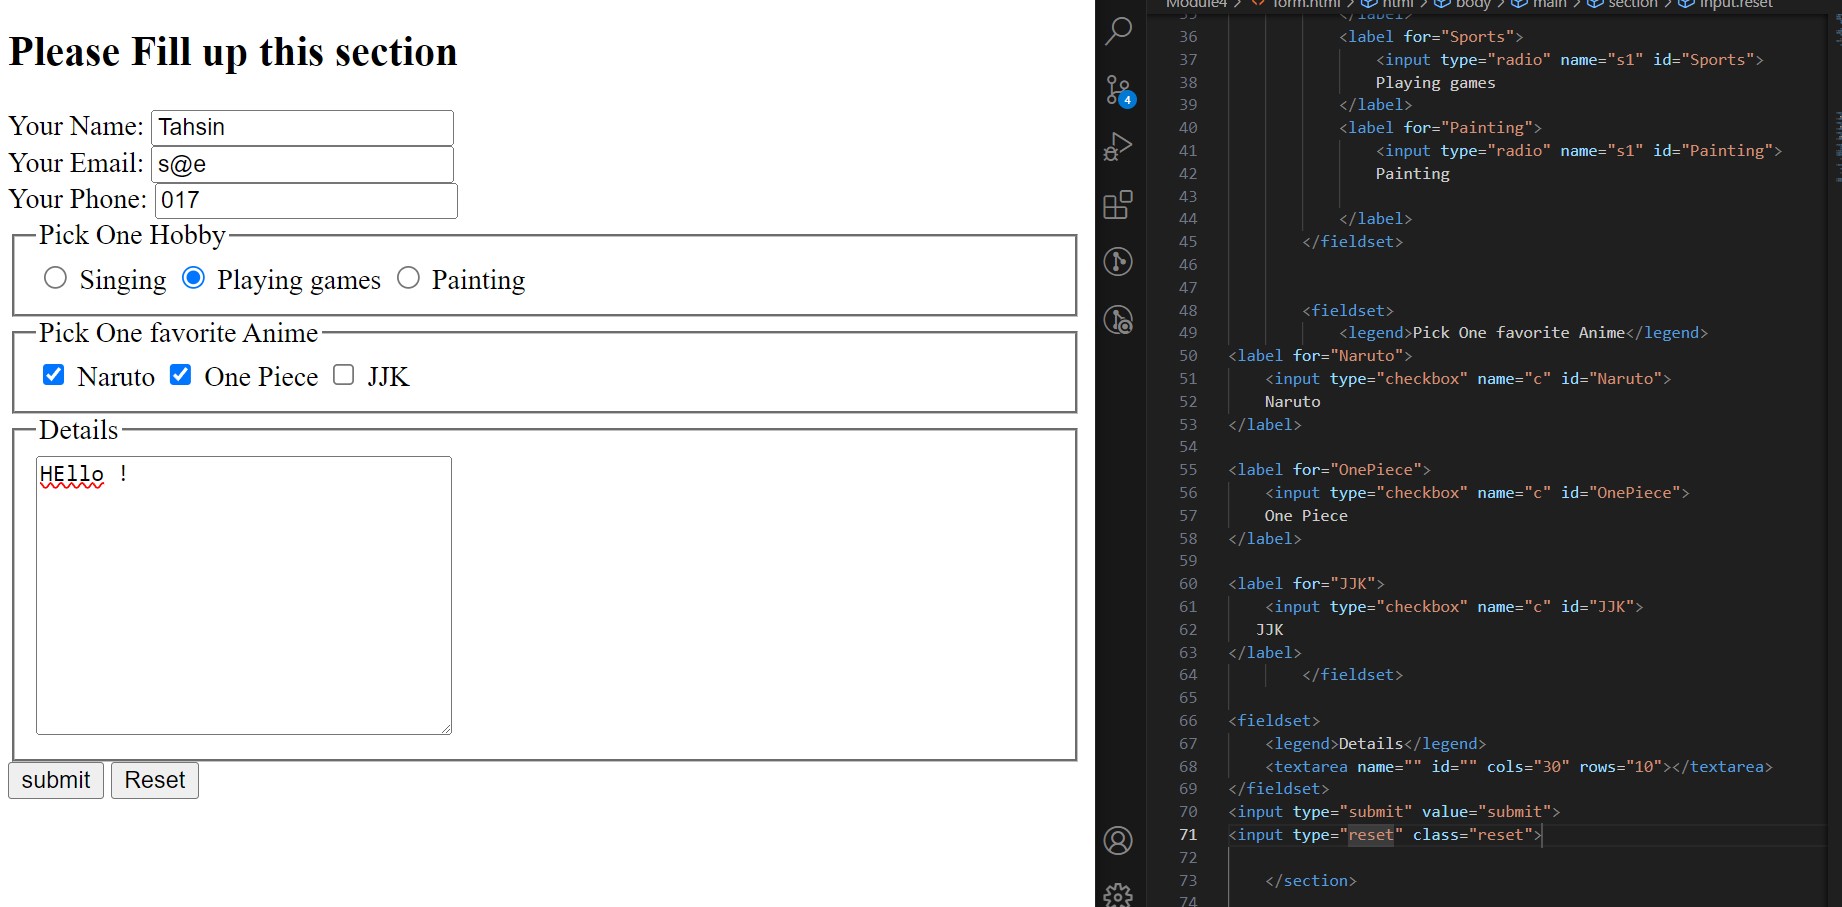 Please Fill up this section
Your Name: Tahsin
Your Email: s@e
Your Phone: 017
Pick One Hobby
Singing Playing games Painting
Pick One favorite Anime
Naruto One Piece JJK
Details
HEllo !
submit Reset
4
Module4 > <> form.html > html > body > main > section > input.reset
35 </label>
36 <label for="Sports">
37 <input type="radio" name="s1" id="Sports">
38 Playing games
39 </label>
40 <label for="Painting">
41 <input type="radio" name="s1" id="Painting">
42 Painting
43
44 </label>
45 </fieldset>
46
47
48 <fieldset>
49 <legend>Pick One favorite Anime</legend>
50 <label for="Naruto">
51 <input type="checkbox" name="c" id="Naruto">
52 Naruto
53 </label>
54
55 <label for="OnePiece">
56 <input type="checkbox" name="c" id="OnePiece">
57 One Piece
58 </label>
59
60 <label for="JJK">
61 <input type="checkbox" name="c" id="JJK">
62 JJK
63 </label>
64 </fieldset>
65
66 <fieldset>
67 <legend>Details</legend>
68 <textarea name="" id="" cols="30" rows="10"></textarea>
69 </fieldset>
70 <input type="submit" value="submit">
71 <input type="reset" class="reset">
72
73 </section>
74